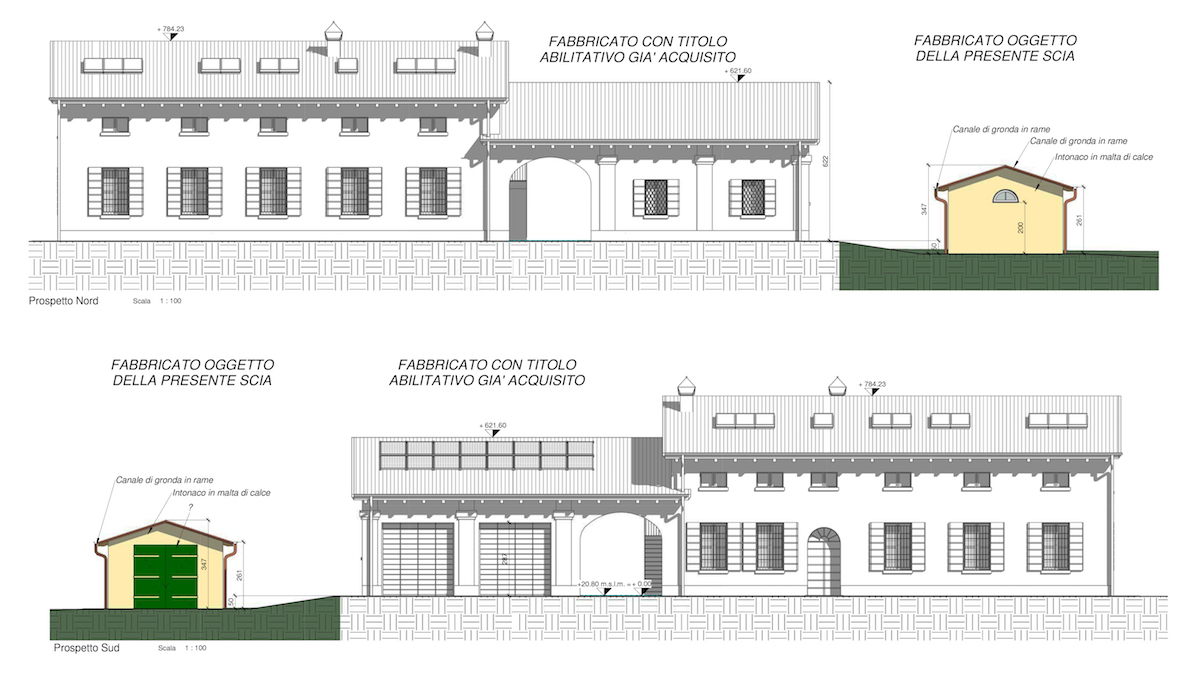 + 784.23
FABBRICATO CON TITOLO
ABILITATIVO GIA' ACQUISITO
+ 621.60
FABBRICATO OGGETTO
DELLA PRESENTE SCIA
Canale di gronda in rame
Canale di gronda in rame
Intonaco in malta di calce
622
347
50
200
261
Prospetto Nord
Scala 1 : 100
FABBRICATO OGGETTO
DELLA PRESENTE SCIA
FABBRICATO CON TITOLO
ABILITATIVO GIA' ACQUISITO
+ 784.23
+ 621.60
Canale di gronda in rame
Intonaco in malta di calce
?
347
261
50
287
+20.80 m.s.l.m. =+ 0.00
Prospetto Sud
Scala 1 : 100